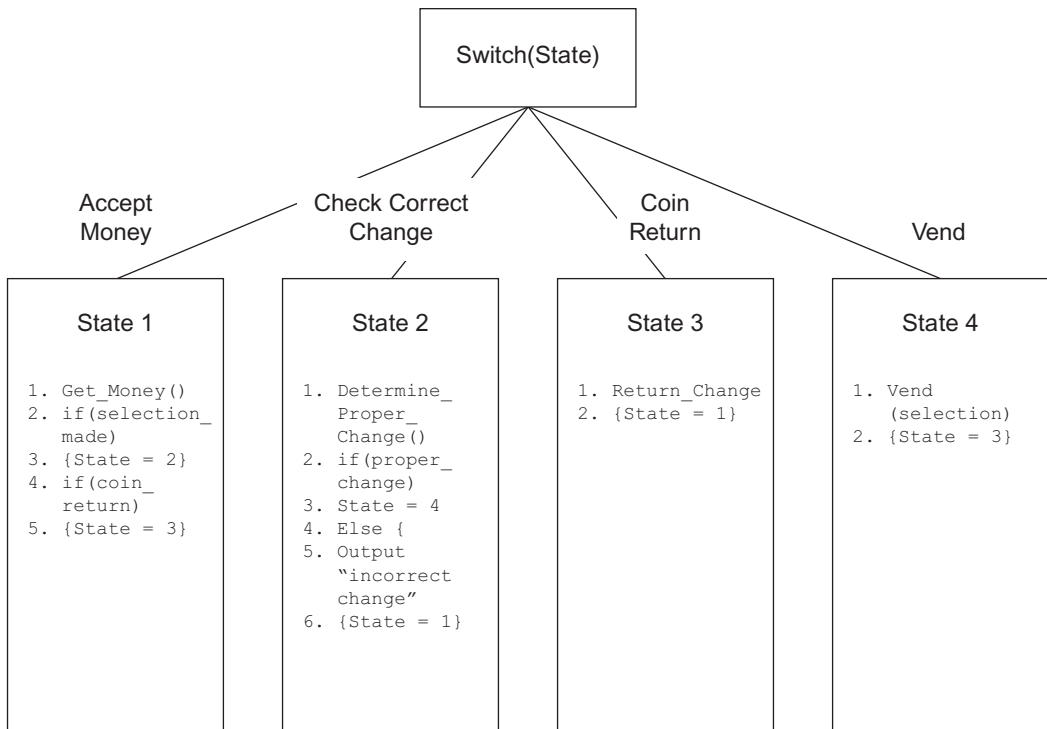 Switch(State)
Accept
Money
Check Correct
Change
Coin
Return
Vend
State 1
1. Get_Money()
2. if(selection_
made)
3. {State = 2}
4. if(coin_
return)
5. {State = 3}
State 2
1. Determine_
Proper_
Change()
2. if(proper_
change)
3. State = 4
4. Else {
5. Output
“incorrect
change”
6. {State = 1}
State 3
1. Return_Change
2. {State = 1}
State 4
1. Vend
(selection)
2. {State = 3}